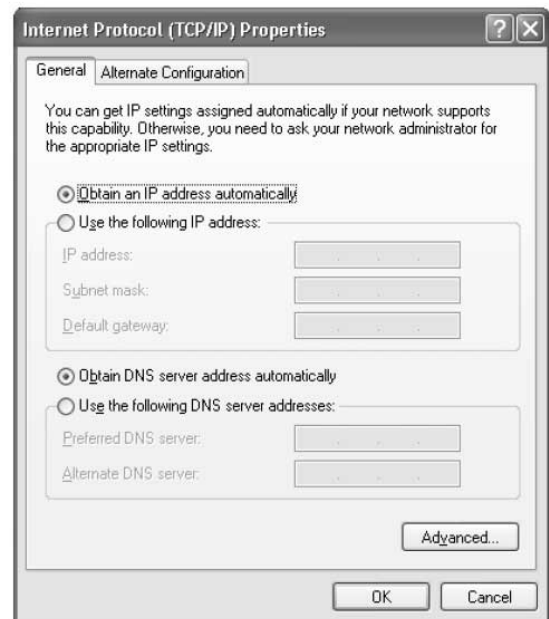 Internet Protocol (TCP/IP) Properties
General
Alternate Configuration
You can get IP settings assigned automatically if your network supports
this capability. Otherwise, you need to ask your network administrator for
the appropriate IP settings.
Obtain an IP address automatically
Use the following IP address:
IP address:
Subnet mask:
Default gateway:
Obtain DNS server address automatically
Use the following DNS server addresses:
Preferred DNS server:
Alternate DNS server:
Advanced...
OK
Cancel